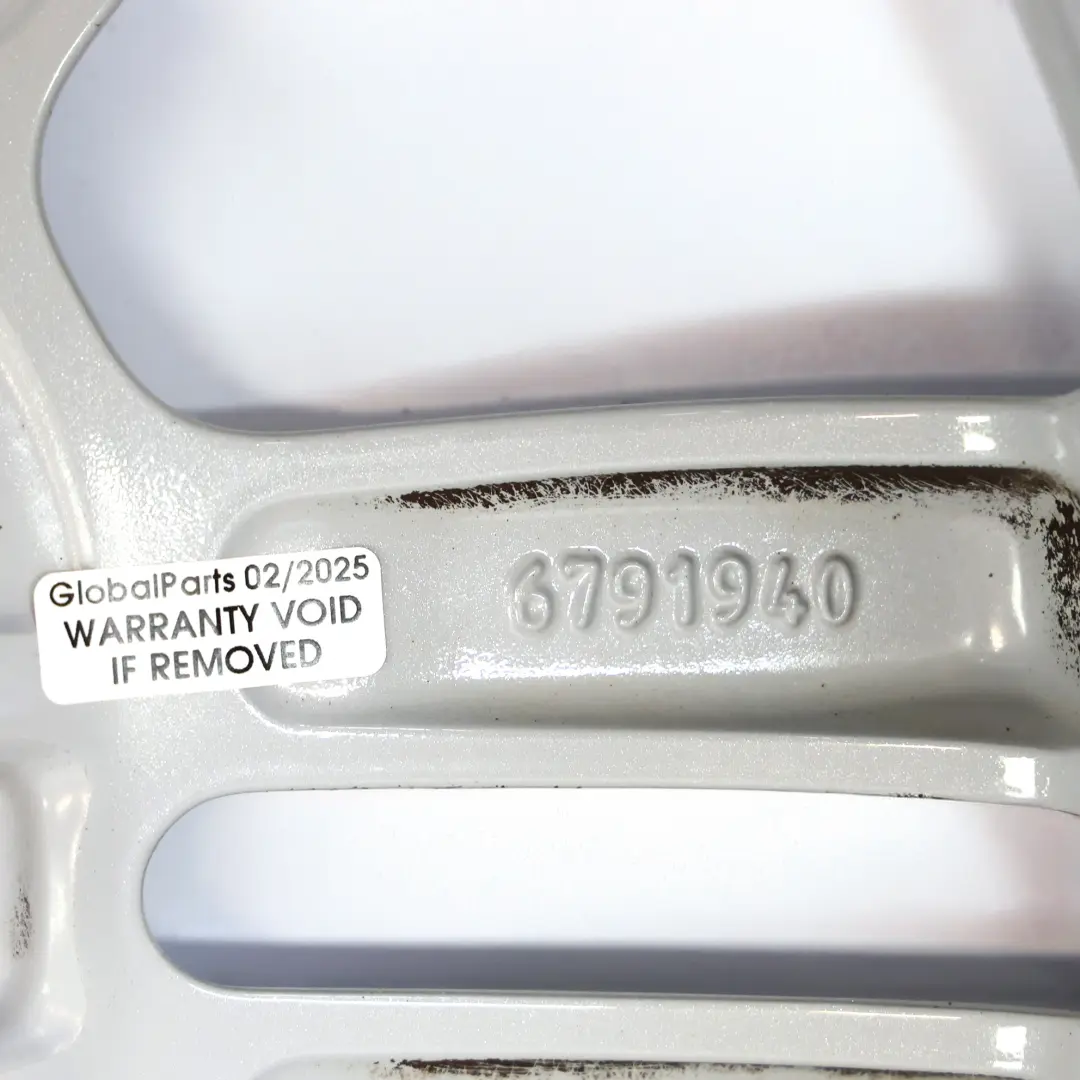 GlobalParts 02/2025
WARRANTY VOID
IF REMOVED
6791940